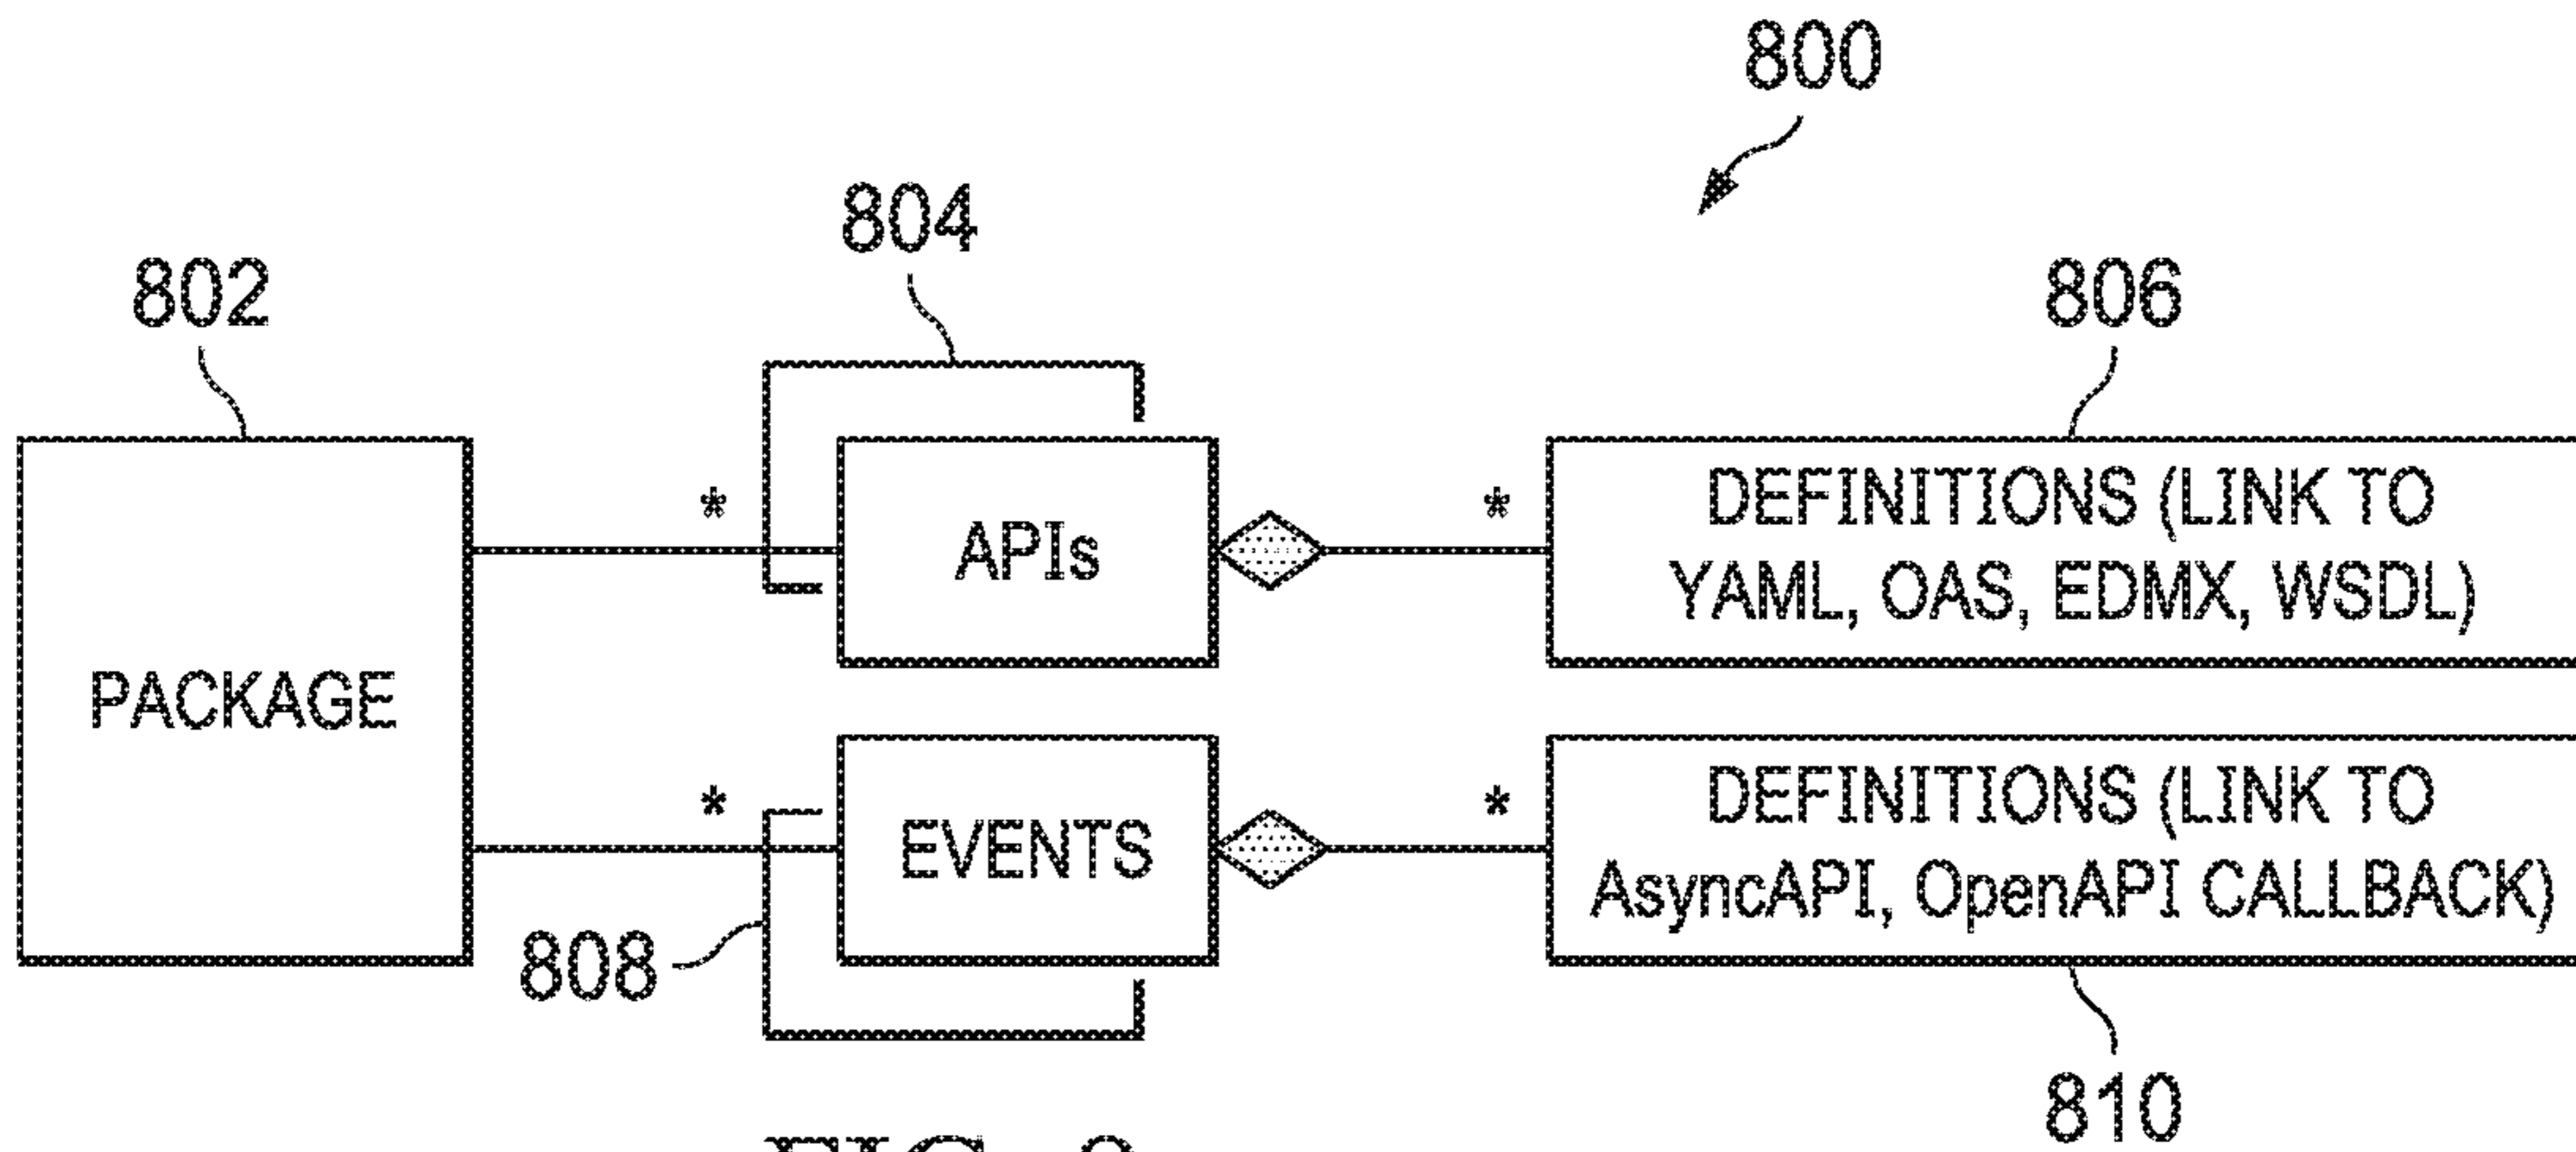 800
804
802
806
*
*
APIs
DEFINITIONS (LINK TO
YAML, OAS, EDMX, WSDL)
PACKAGE
*
*
EVENTS
DEFINITIONS (LINK TO
AsyncAPI, OpenAPI CALLBACK)
808
810